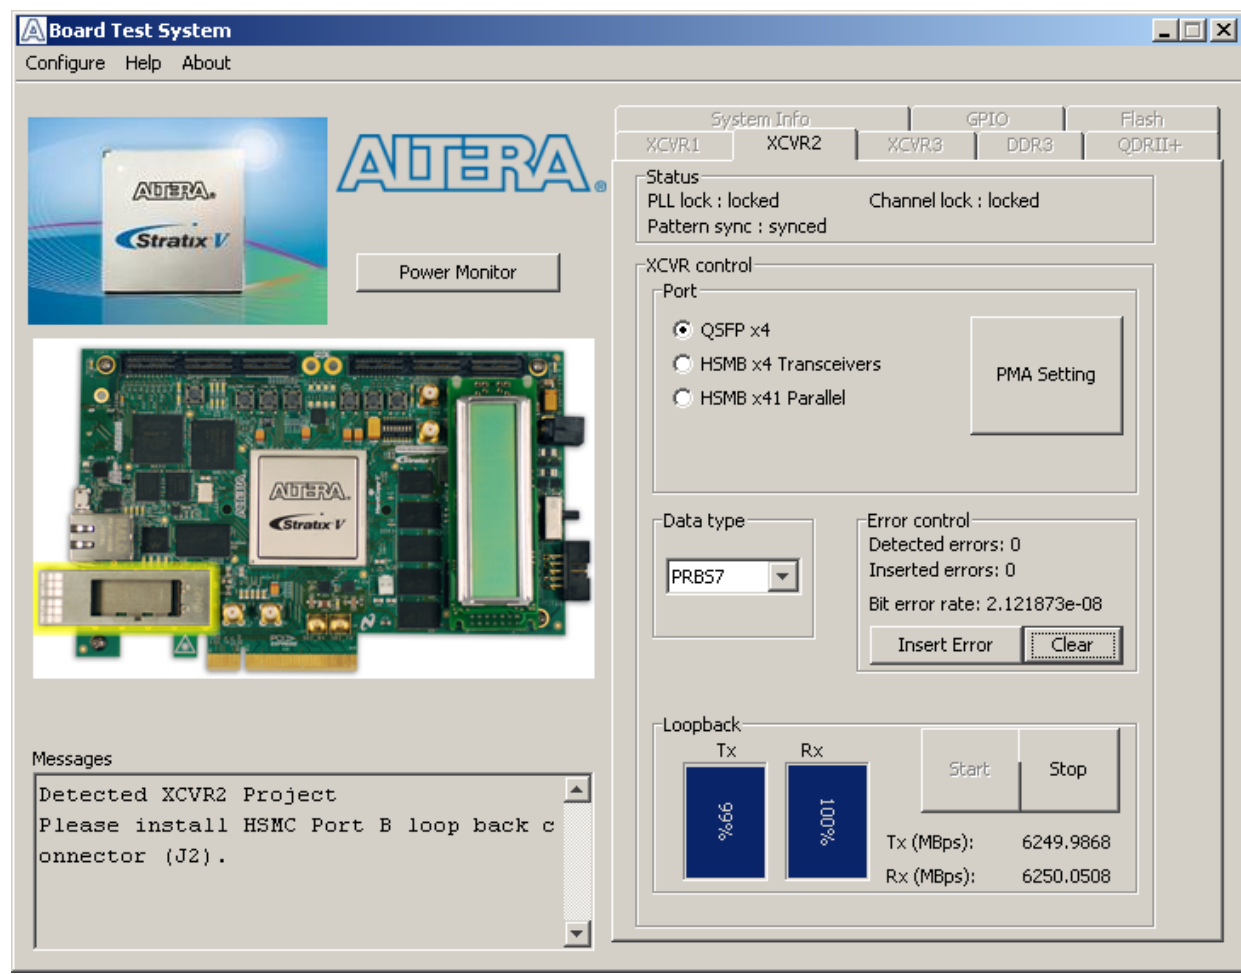 Board Test System
Configure Help About
ALTERA.
Stratix V
ALTERA®
Power Monitor
ALTERA.
Stratix V
Messages
Detected XCVR2 Project
Please install HSMC Port B loop back c
onnector (J2).
System Info GPIO Flash
XCVR1 XCVR2 XCVR3 DDR3 QDRII+
Status
PLL lock : locked Channel lock : locked
Pattern sync : synced
XCVR control
Port
QSFP x4
HSMB x4 Transceivers
HSMB x41 Parallel
PMA Setting
Data type
PRBS7
Error control
Detected errors: 0
Inserted errors: 0
Bit error rate: 2.121873e-08
Insert Error Clear
Loopback
Tx Rx
99% 100%
Start Stop
Tx (MBps): 6249.9868
Rx (MBps): 6250.0508